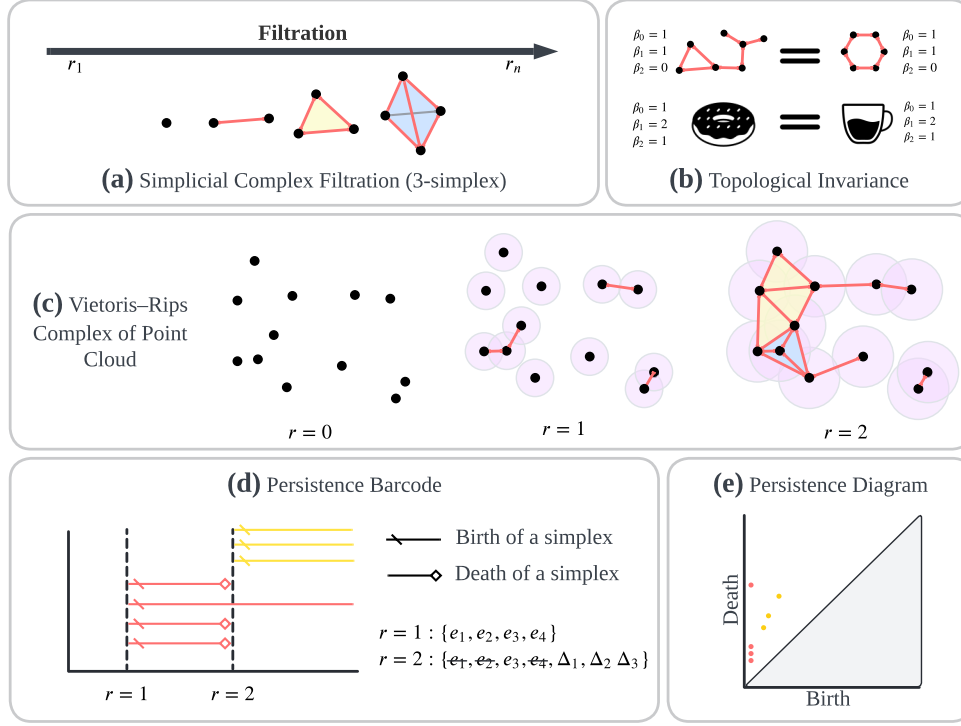 Filtration
r₁
rₙ
(a) Simplicial Complex Filtration (3-simplex)
β₀ = 1
β₁ = 1
β₂ = 0
β₀ = 1
β₁ = 1
β₂ = 0
β₀ = 1
β₁ = 2
β₂ = 1
β₀ = 1
β₁ = 2
β₂ = 1
(b) Topological Invariance
(c) Vietoris–Rips
Complex of Point
Cloud
r = 0
r = 1
r = 2
(d) Persistence Barcode
Birth of a simplex
Death of a simplex
r = 1 : {e₁, e₂, e₃, e₄}
r = 2 : {e₁, e₂, e₃, e₄, Δ₁, Δ₂ Δ₃}
r = 1
r = 2
(e) Persistence Diagram
Death
Birth